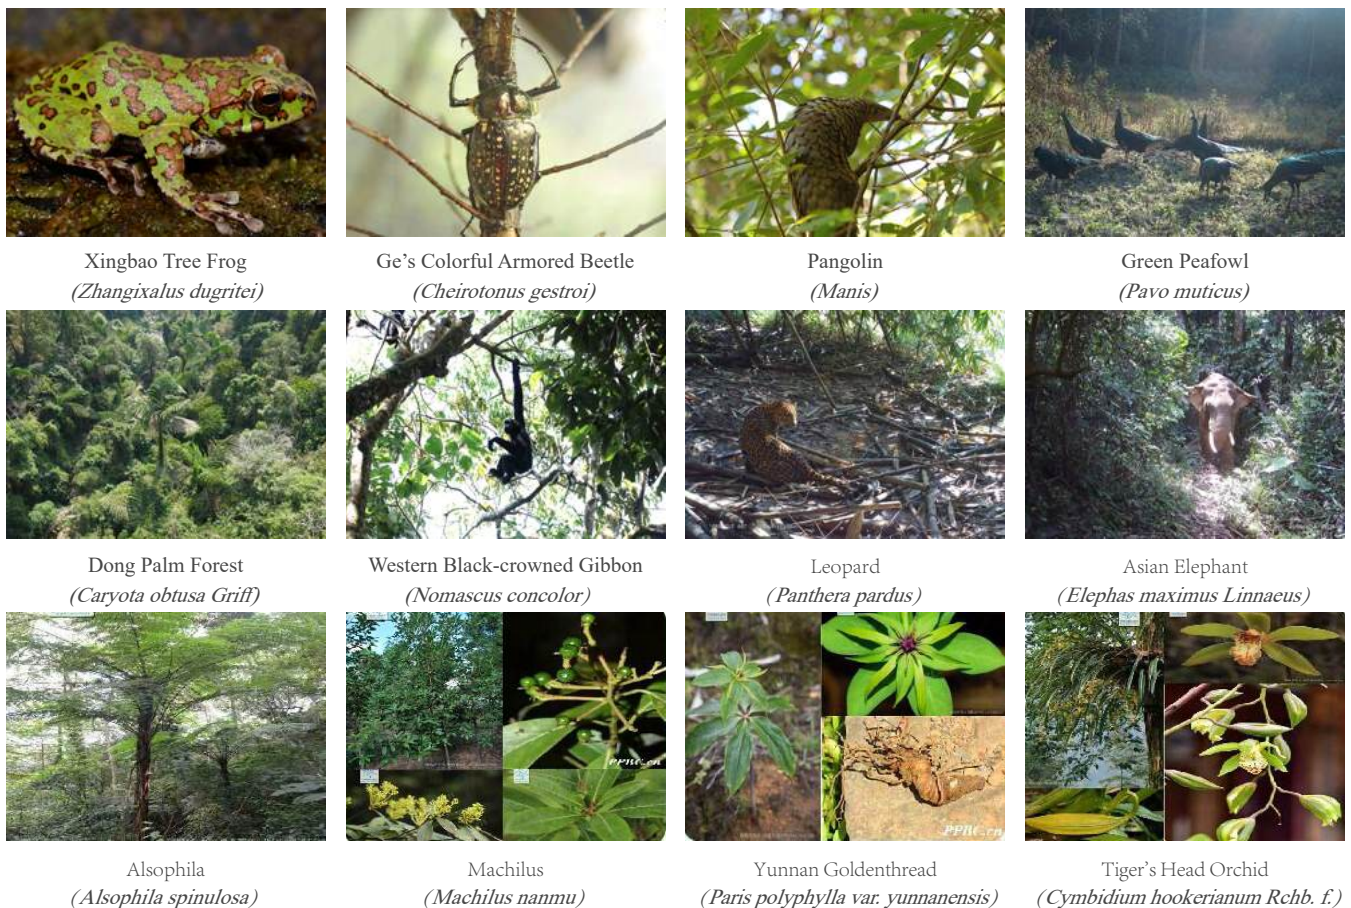 Xingbao Tree Frog
(Zhangixalus dugritei)
Ge's Colorful Armored Beetle
(Cheirotonus gestroi)
Pangolin
(Manis)
Green Peafowl
(Pavo muticus)
Dong Palm Forest
(Caryota obtusa Griff)
Western Black-crowned Gibbon
(Nomascus concolor)
Leopard
(Panthera pardus)
Asian Elephant
(Elephas maximus Linnaeus)
PPBC.cn
PPBC.cn
Alsophila
(Alsophila spinulosa)
Machilus
(Machilus nanmu)
Yunnan Goldenthread
(Paris polyphylla var. yunnanensis)
Tiger's Head Orchid
(Cymbidium hookerianum Rchb. f.)